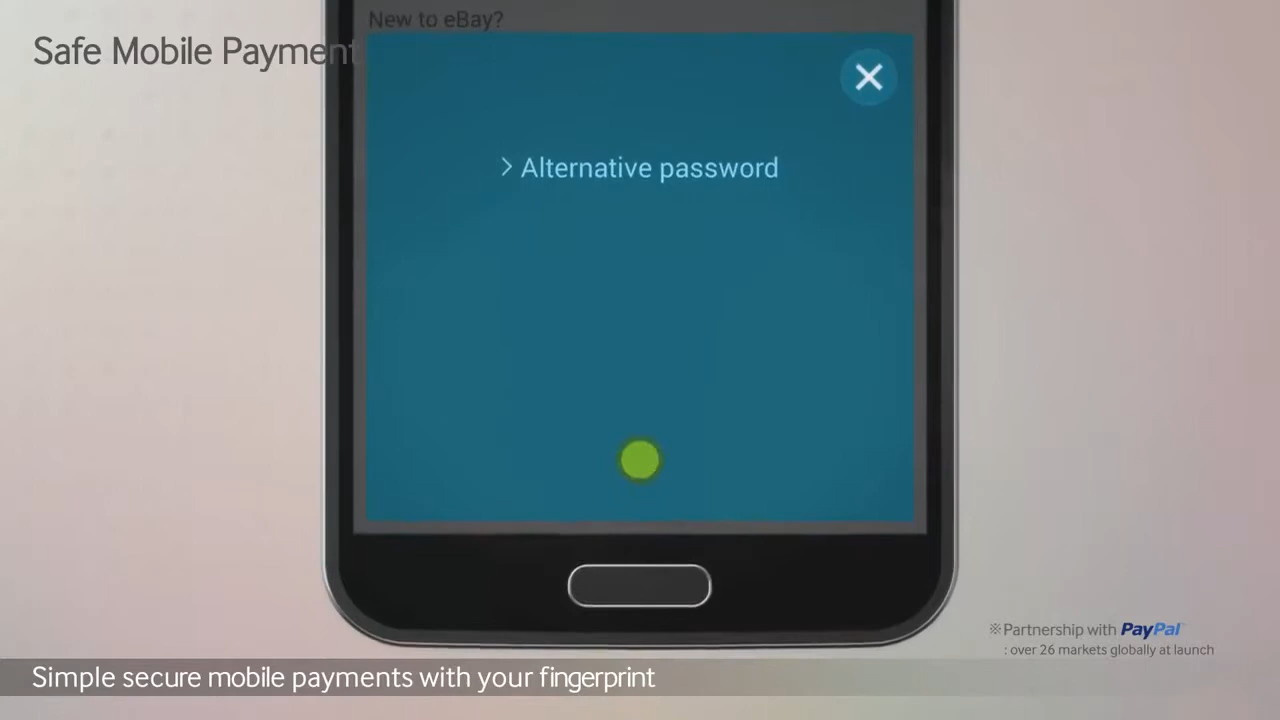 New to eBay?
Safe Mobile Payment
> Alternative password
※Partnership with PayPal
: over 26 markets globally at launch
Simple secure mobile payments with your fingerprint